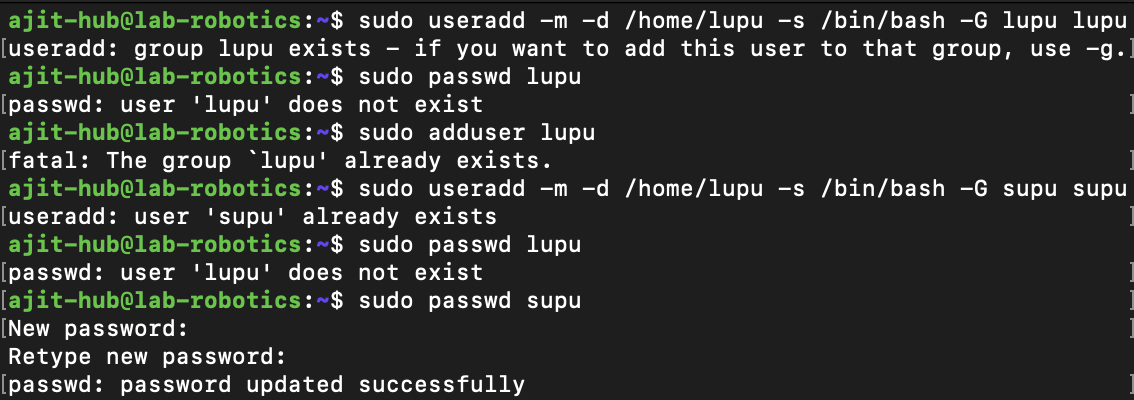 ajit-hub@lab-robotics:~$ sudo useradd -m -d /home/lupu -s /bin/bash -G lupu lupu
[useradd: group lupu exists - if you want to add this user to that group, use -g.]
ajit-hub@lab-robotics:~$ sudo passwd lupu
[passwd: user 'lupu' does not exist ]
ajit-hub@lab-robotics:~$ sudo adduser lupu
[fatal: The group `lupu' already exists. ]
ajit-hub@lab-robotics:~$ sudo useradd -m -d /home/lupu -s /bin/bash -G supu supu
[useradd: user 'supu' already exists ]
ajit-hub@lab-robotics:~$ sudo passwd lupu
[passwd: user 'lupu' does not exist ]
[ajit-hub@lab-robotics:~$ sudo passwd supu ]
[New password: ]
Retype new password:
[passwd: password updated successfully ]